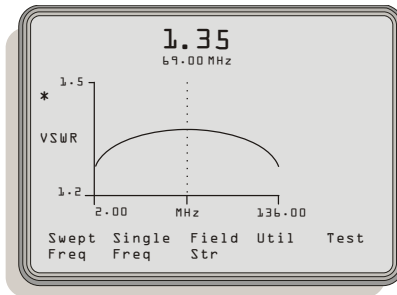 1.35
69.00 MHz
1.5
*
VSWR
1.2
2.00 MHz 136.00
Swept Single Field Util Test
Freq Freq Str